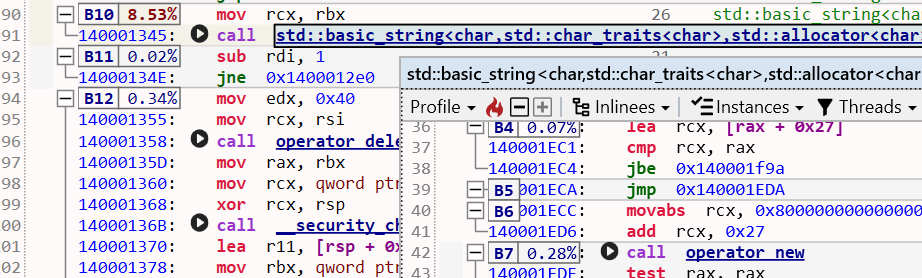 90 B10 8.53% mov rcx, rbx 26 std::basic_string<cha
91 140001345: call std::basic_string<char,std::char_traits<char>,std::allocator<char
92 B11 0.02% sub rdi, 1
93 14000134E: jne 0x1400012e0
94 B12 0.34% mov edx, 0x40
95 140001355: mov rcx, rsi
96 140001358: call operator dele
97 14000135D: mov rax, rbx
98 140001360: mov rcx, qword ptr
99 140001368: xor rcx, rsp
100 14000136B: call __security_ch
101 140001370: lea r11, [rsp + 0x
102 140001378: mov rbx, qword ptr
std::basic_string<char,std::char_traits<char>,std::allocator<char
Profile Inlinees Instances Threads
36 B4 0.07% lea rcx, [rax + 0x27]
37 140001EC1: cmp rcx, rax
38 140001EC4: jbe 0x140001f9a
39 B5 001ECA: jmp 0x140001EDA
40 B6 001ECC: movabs rcx, 0x8000000000000000
41 140001ED6: add rcx, 0x27
42 B7 0.28% call operator new
43 140001EDF: test rax, rax